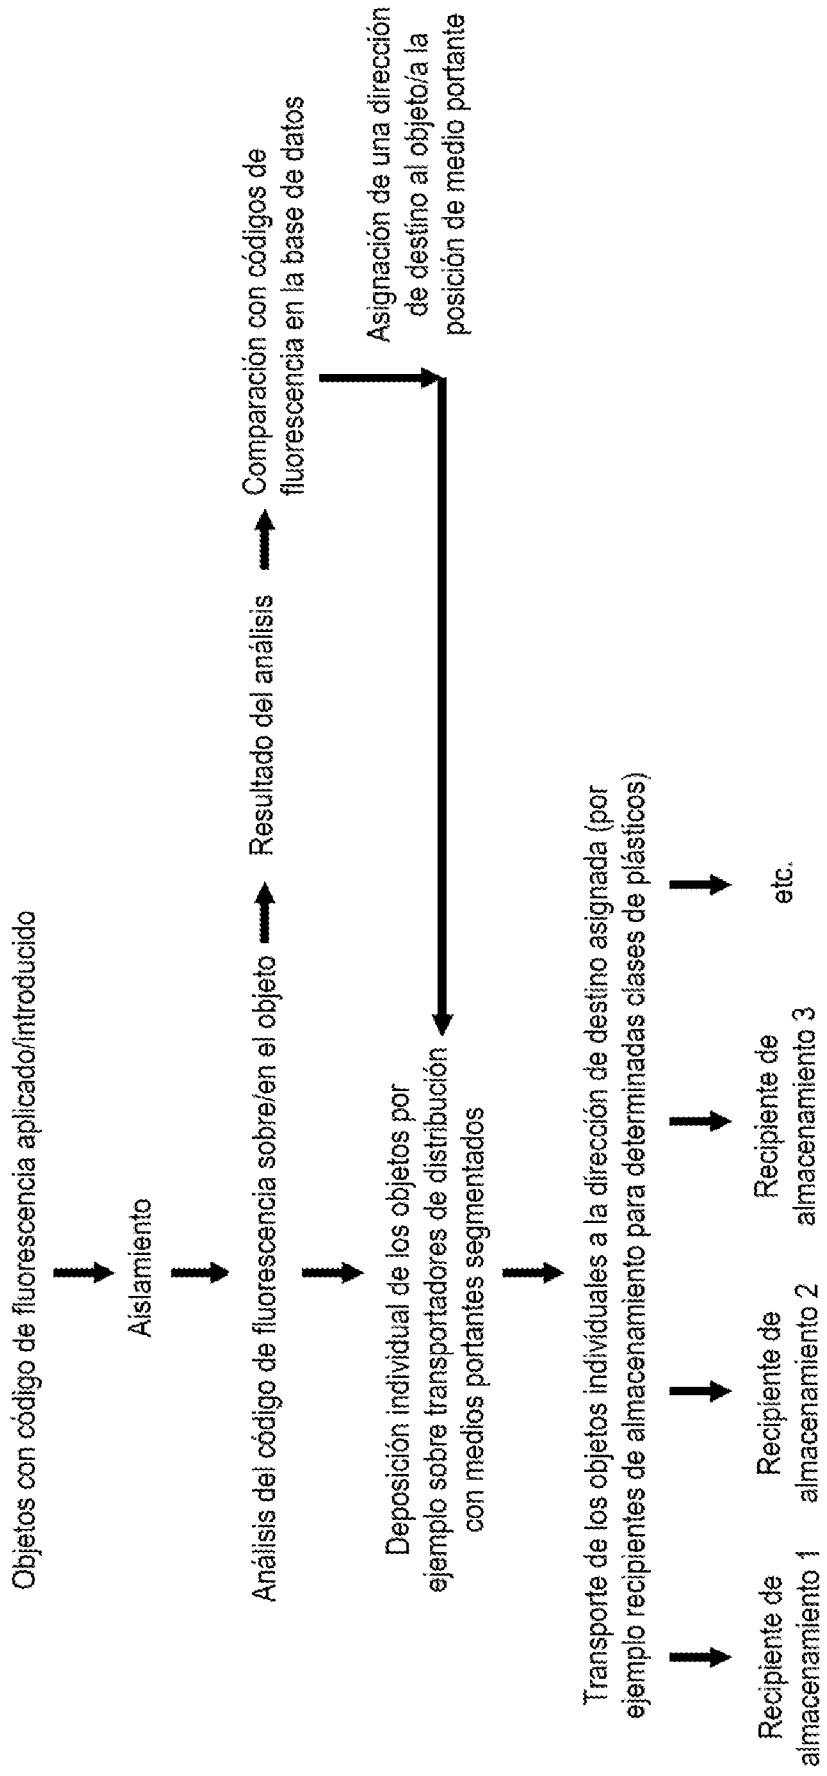 Objetos con código de fluorescencia aplicado/introducido
Aislamiento
Análisis del código de fluorescencia sobre/en el objeto
Resultado del análisis
Comparación con códigos de
fluorescencia en la base de datos
Asignación de una dirección
de destino al objeto/a la
posición de medio portante
Deposición individual de los objetos por
ejemplo sobre transportadores de distribución
con medios portantes segmentados
Transporte de los objetos individuales a la dirección de destino asignada (por
ejemplo recipientes de almacenamiento para determinadas clases de plásticos)
Recipiente de
almacenamiento 1
Recipiente de
almacenamiento 2
Recipiente de
almacenamiento 3
etc.